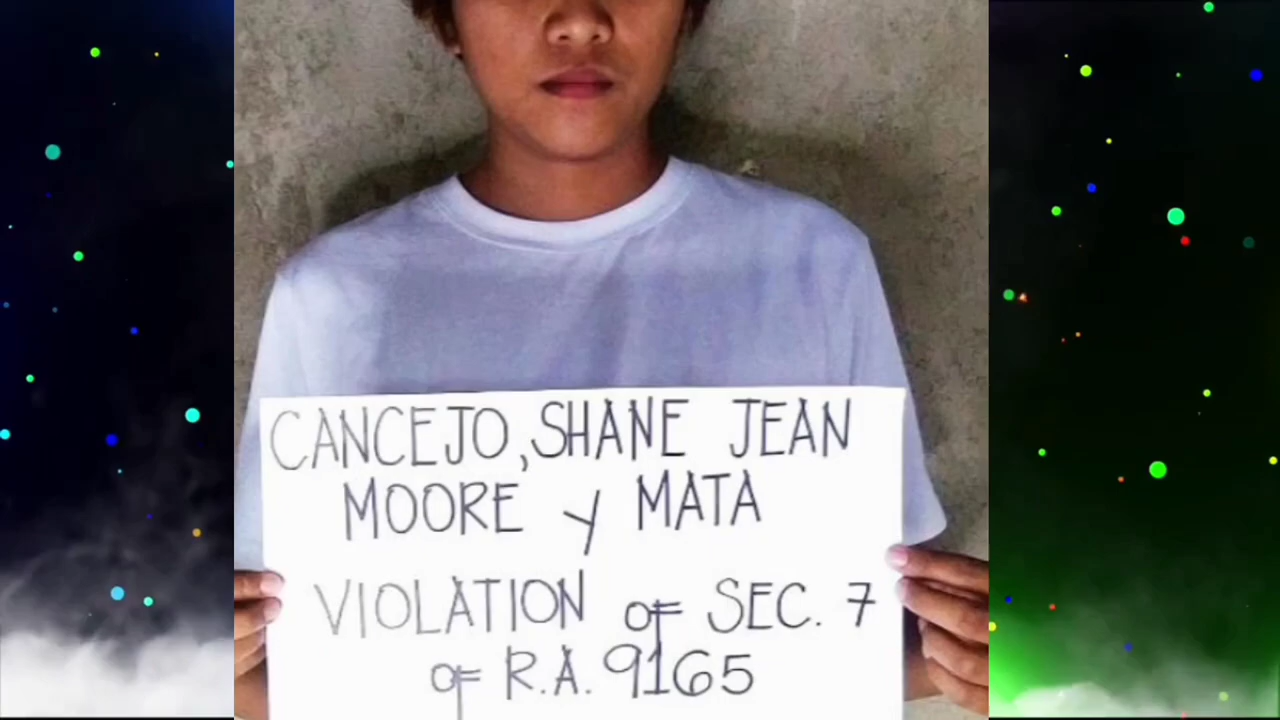 CANCEJO, SHANE JEAN
MOORE y MATA
VIOLATION of SEC. 7
of R.A. 9165